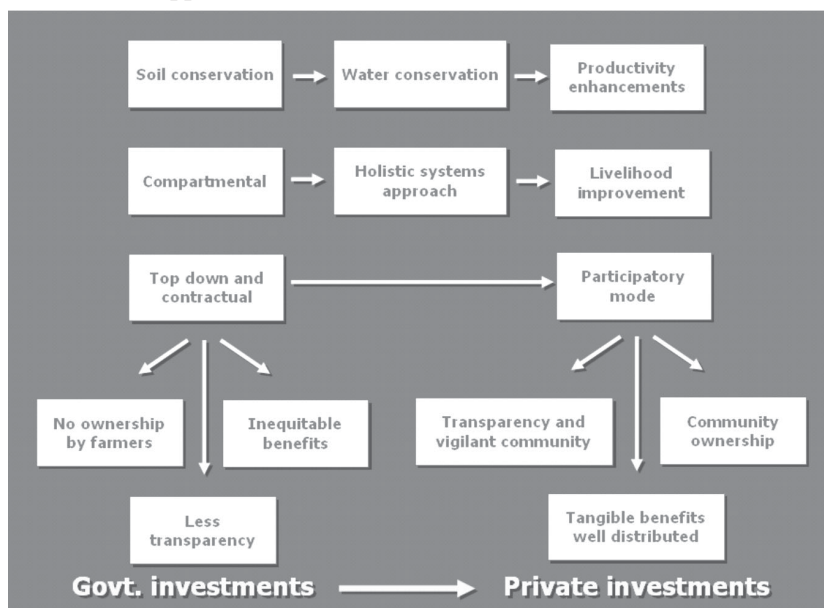 Soil conservation
Water conservation
Productivity
enhancements
Compartmental
Holistic systems
approach
Livelihood
improvement
Top down and
contractual
Participatory
mode
No ownership
by farmers
Inequitable
benefits
Transparency and
vigilant community
Community
ownership
Less
transparency
Tangible benefits
well distributed
Govt. investments
Private investments